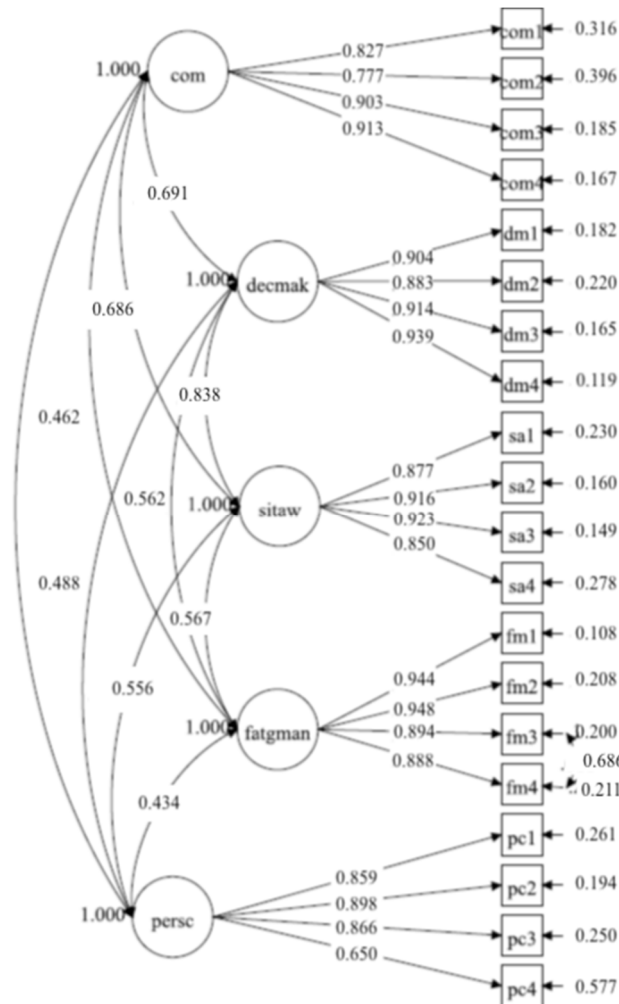 com1 0.316
0.827
1.000 com
0.777 com2 0.396
0.903
com3 0.185
0.913
com4 0.167
0.691
dm1 0.182
0.904
1.000 decmak
0.883 dm2 0.220
0.686
0.914
dm3 0.165
0.939
dm4 0.119
0.838
0.462
sa1 0.230
0.877
sa2 0.160
0.562
0.916
1.000 sitaw
0.923
sa3 0.149
0.850
sa4 0.278
0.488
0.567
fm1 0.108
0.944
0.556
fm2 0.208
0.948
1.000 fatgman
0.894 fm3 0.200
0.686
0.888
fm4 0.211
0.434
pc1 0.261
0.859
pc2 0.194
0.898
1.000 persc
0.866
pc3 0.250
0.650
pc4 0.577